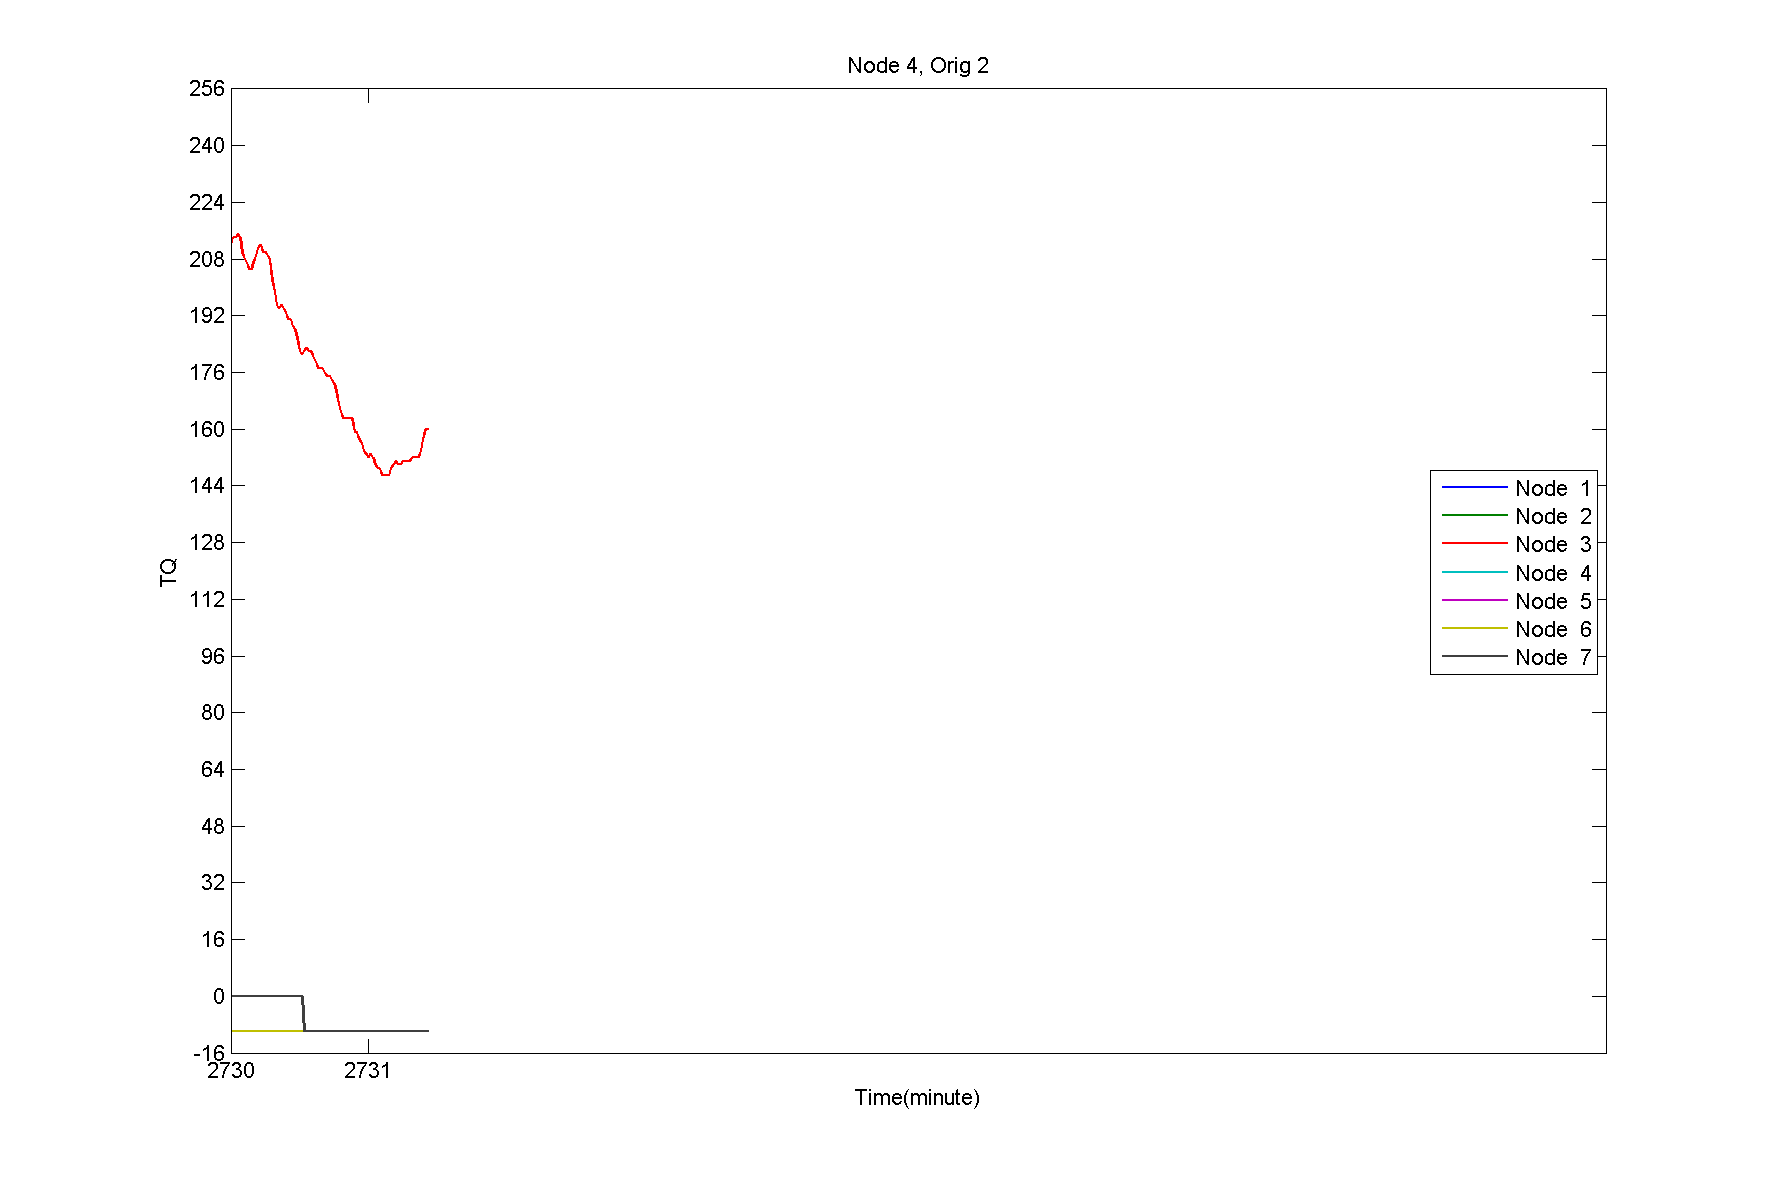 Node 4, Orig 2
256
240
224
208
192
176
160
144
128
112
96
80
64
48
32
16
0
-16
TQ
2730 2731
Time(minute)
Node 1
Node 2
Node 3
Node 4
Node 5
Node 6
Node 7